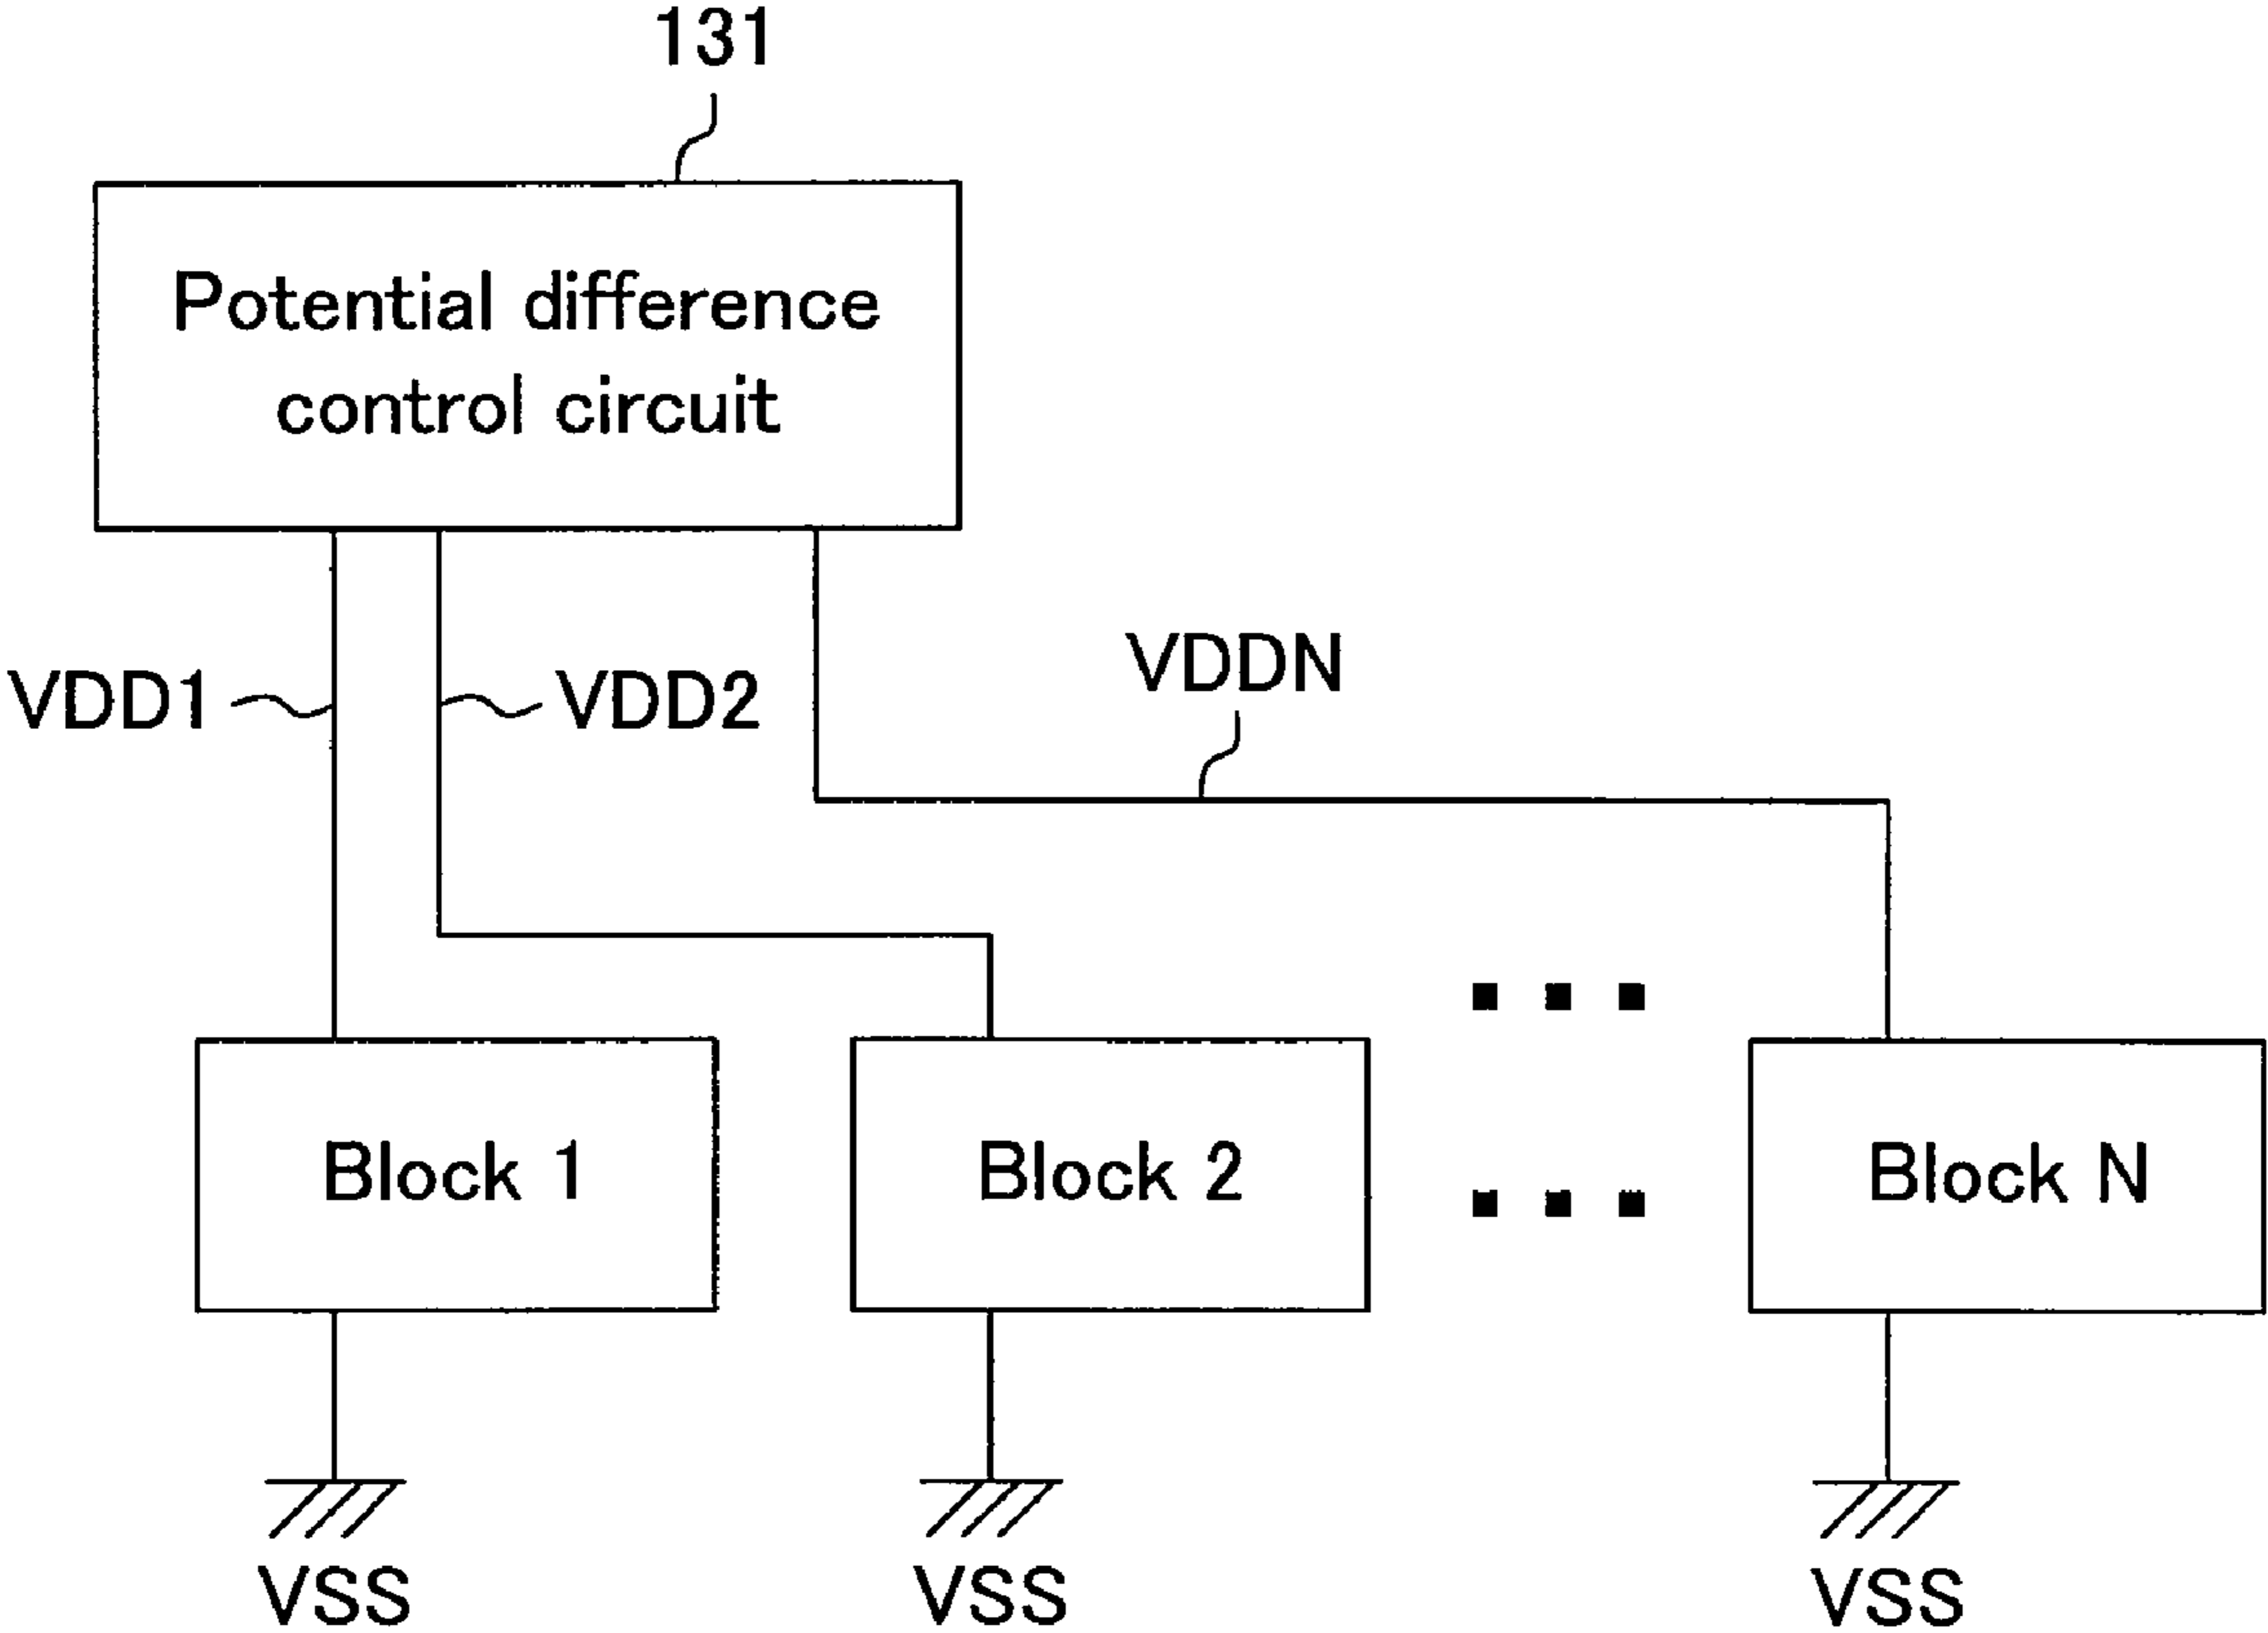 131
Potential difference
control circuit
VDD1
VDD2
VDDN
Block 1
Block 2
Block N
VSS
VSS
VSS